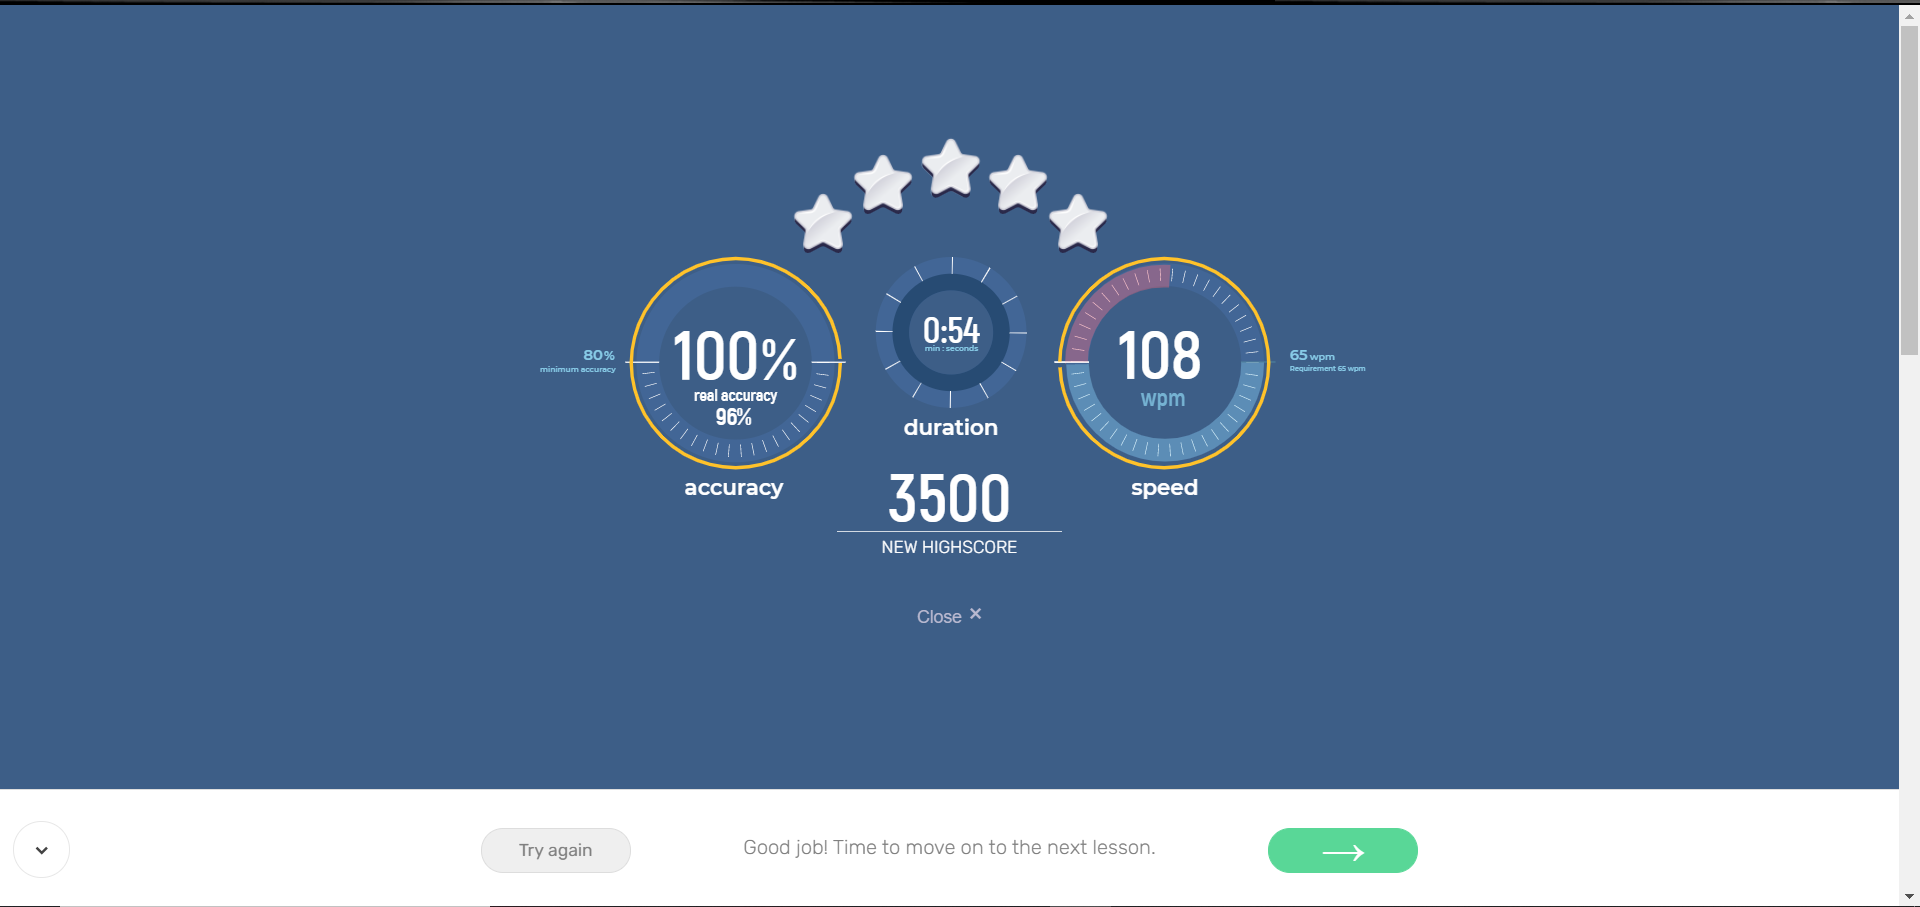 80%
minimum accuracy
100%
real accuracy
96%
accuracy
0:54
min : seconds
duration
108
wpm
speed
65 wpm
Requirement 65 wpm
3500
NEW HIGHSCORE
Close ×
Try again
Good job! Time to move on to the next lesson.